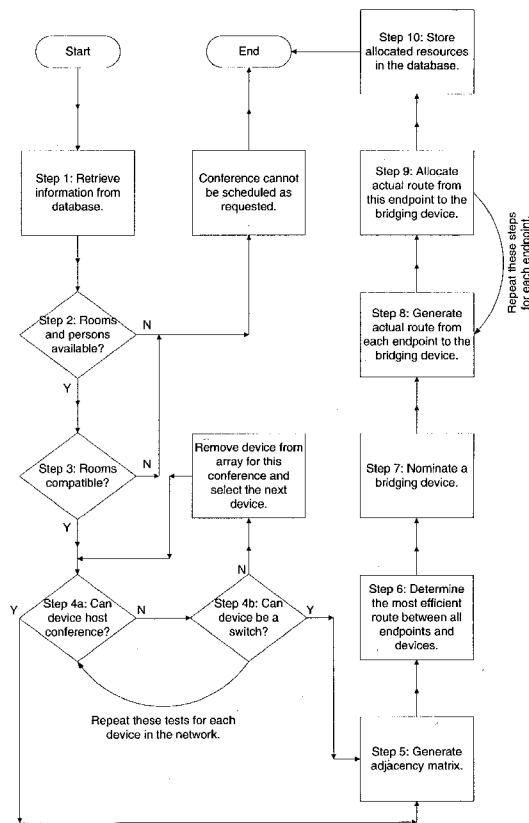 Start
End
Step 10: Store
allocated resources
in the database.
Step 1: Retrieve
information from
database.
Conference cannot
be scheduled as
requested.
Step 9: Allocate
actual route from
this endpoint to the
bridging device.
Repeat these steps
for each endpoint.
Step 2: Rooms
and persons
available?
N
Y
Step 8: Generate
actual route from
each endpoint to the
bridging device.
Step 3: Rooms
compatible?
N
Y
Remove device from
array for this
conference and
select the next
device.
Step 7: Nominate a
bridging device.
Y
Step 4a: Can
device host
conference?
N
N
Step 4b: Can
device be a
switch?
Y
Step 6: Determine
the most efficient
route between all
endpoints and
devices.
Repeat these tests for each
device in the network.
Step 5: Generate
adjacency matrix.